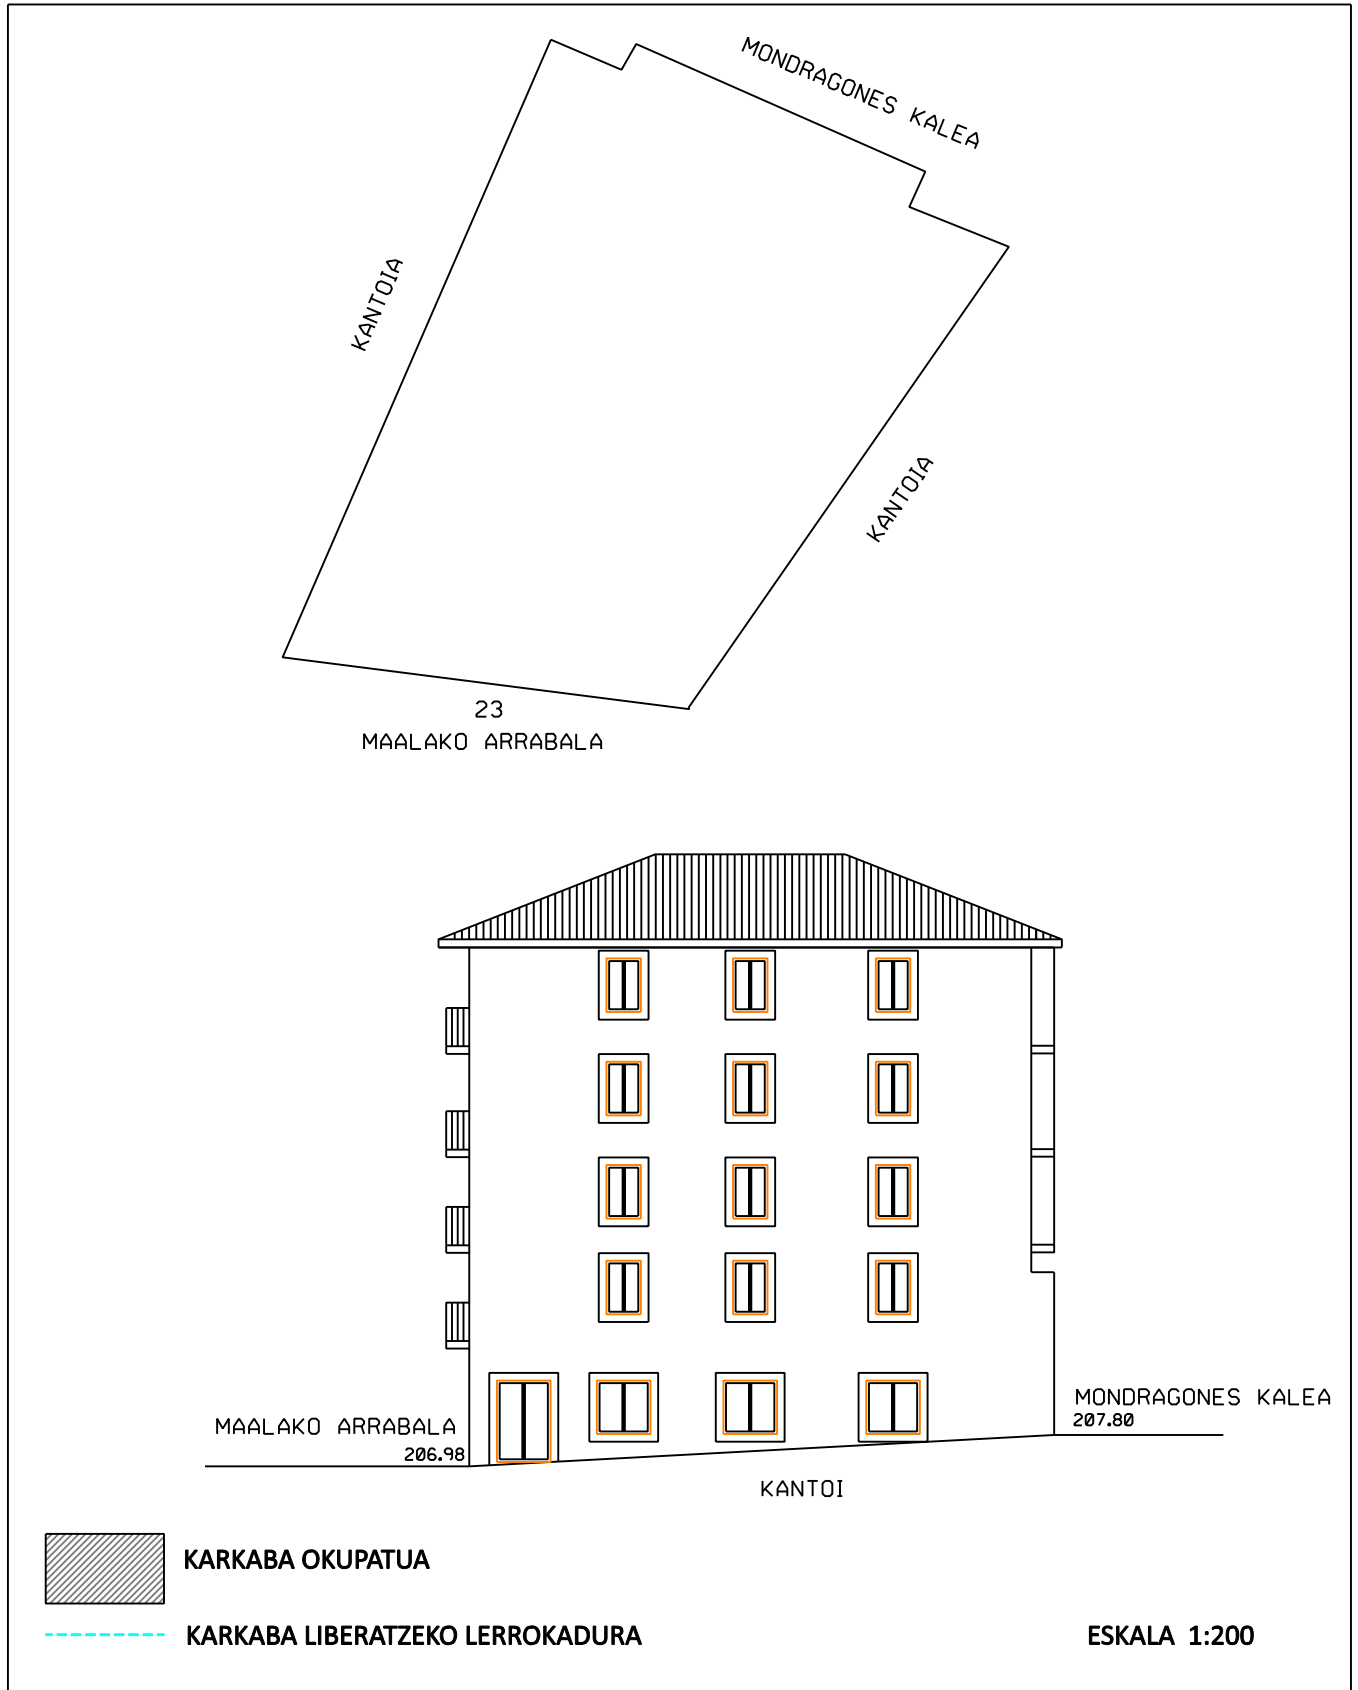 MONDRAGONES KALEA
KANTOIA
KANTOIA
23
MAALAKO ARRABALA
MONDRAGONES KALEA
207.80
MAALAKO ARRABALA
206.98
KANTOI
KARKABA OKUPATUA
KARKABA LIBERATZEKO LERROKADURA
ESKALA 1:200